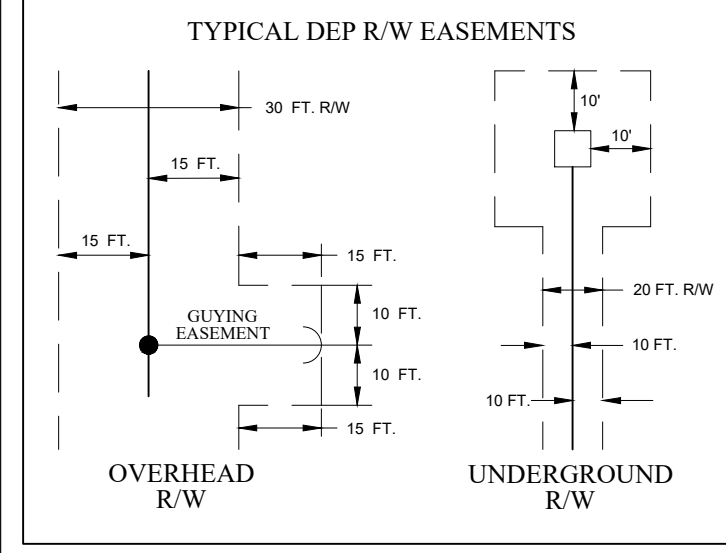 TYPICAL DEP R/W EASEMENTS
30 FT. R/W
15 FT.
15 FT.
15 FT.
GUYING
EASEMENT
10 FT.
10 FT.
15 FT.
OVERHEAD
R/W
10'
10'
20 FT. R/W
10 FT.
10 FT.
UNDERGROUND
R/W